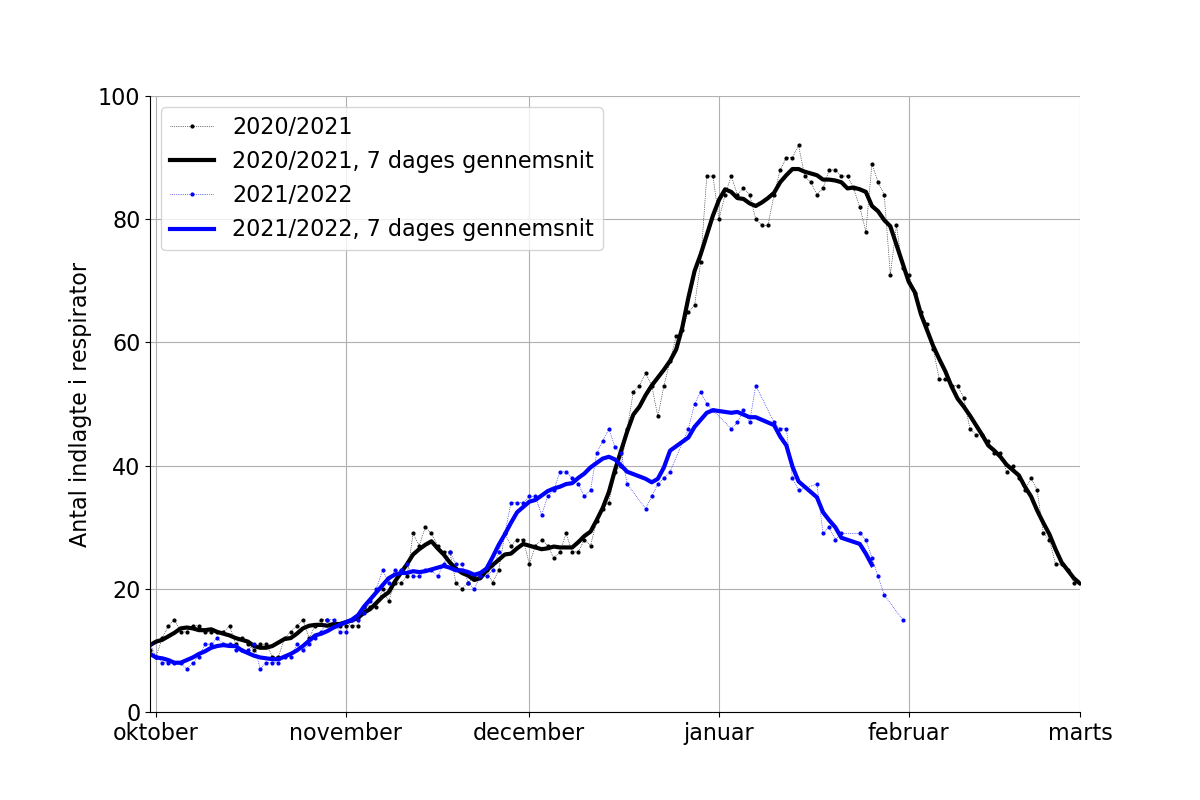 100
80
60
40
20
0
Antal indlagte i respirator
2020/2021
2020/2021, 7 dages gennemsnit
2021/2022
2021/2022, 7 dages gennemsnit
oktober november december januar februar marts